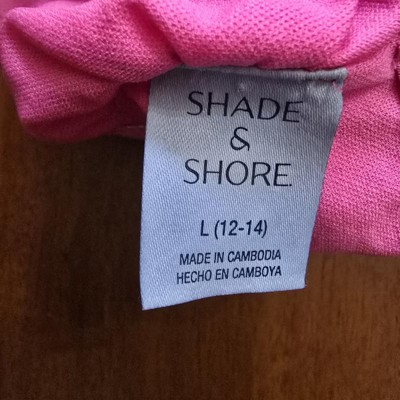 SHADE
&
SHORE.
L (12-14)
MADE IN CAMBODIA
HECHO EN CAMBOYA